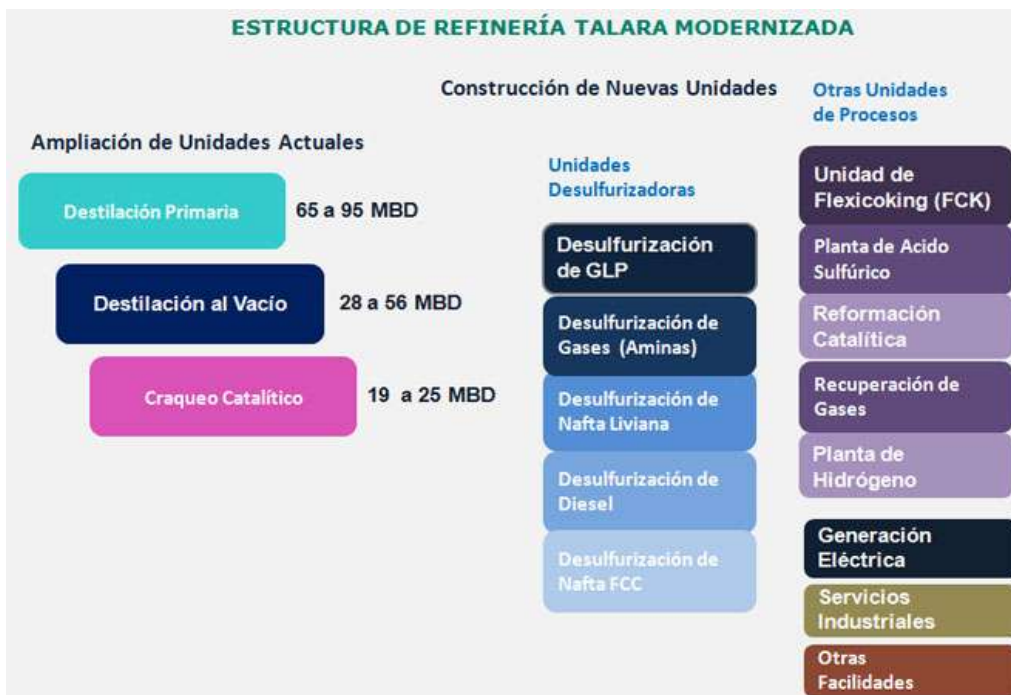 ESTRUCTURA DE REFINERÍA TALARA MODERNIZADA
Construcción de Nuevas Unidades
Ampliación de Unidades Actuales
Destilación Primaria
65 a 95 MBD
Destilación al Vacío
28 a 56 MBD
Craqueo Catalítico
19 a 25 MBD
Unidades
Desulfurizadoras
Desulfurización
de GLP
Desulfurización de
Gases (Aminas)
Desulfurización de
Nafta Liviana
Desulfurización de
Diesel
Desulfurización de
Nafta FCC
Otras Unidades
de Procesos
Unidad de
Flexicoking (FCK)
Planta de Acido
Sulfúrico
Reformación
Catalítica
Recuperación de
Gases
Planta de
Hidrógeno
Generación
Eléctrica
Servicios
Industriales
Otras
Facilidades